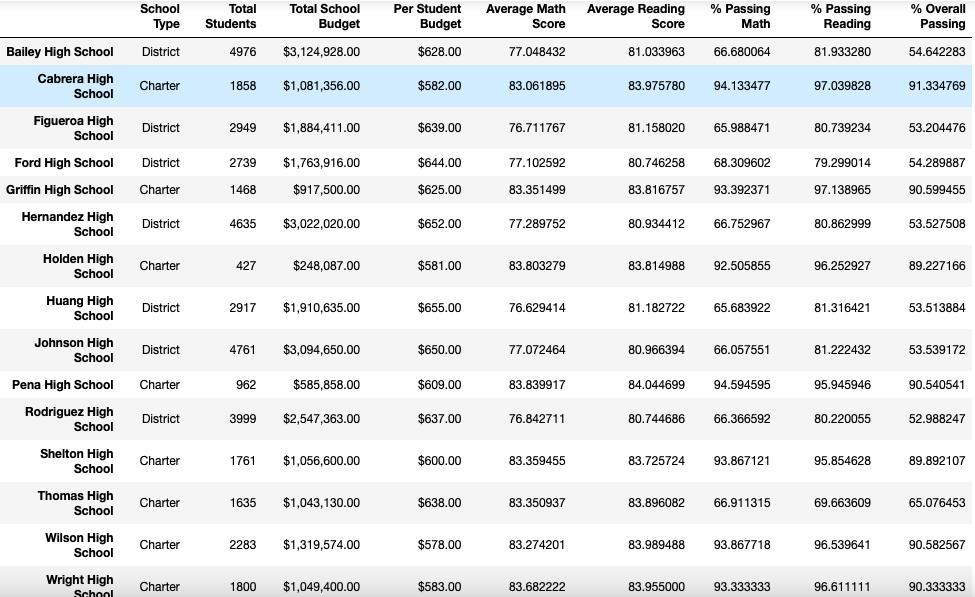 School Type Total Students Total School Budget Per Student Budget Average Math Score Average Reading Score % Passing Math % Passing Reading % Overall Passing
Bailey High School District 4976 $3,124,928.00 $628.00 77.048432 81.033963 66.680064 81.933280 54.642283
Cabrera High School Charter 1858 $1,081,356.00 $582.00 83.061895 83.975780 94.133477 97.039828 91.334769
Figueroa High School District 2949 $1,884,411.00 $639.00 76.711767 81.158020 65.988471 80.739234 53.204476
Ford High School District 2739 $1,763,916.00 $644.00 77.102592 80.746258 68.309602 79.299014 54.289887
Griffin High School Charter 1468 $917,500.00 $625.00 83.351499 83.816757 93.392371 97.138965 90.599455
Hernandez High School District 4635 $3,022,020.00 $652.00 77.289752 80.934412 66.752967 80.862999 53.527508
Holden High School Charter 427 $248,087.00 $581.00 83.803279 83.814988 92.505855 96.252927 89.227166
Huang High School District 2917 $1,910,635.00 $655.00 76.629414 81.182722 65.683922 81.316421 53.513884
Johnson High School District 4761 $3,094,650.00 $650.00 77.072464 80.966394 66.057551 81.222432 53.539172
Pena High School Charter 962 $585,858.00 $609.00 83.839917 84.044699 94.594595 95.945946 90.540541
Rodriguez High School District 3999 $2,547,363.00 $637.00 76.842711 80.744686 66.366592 80.220055 52.988247
Shelton High School Charter 1761 $1,056,600.00 $600.00 83.359455 83.725724 93.867121 95.854628 89.892107
Thomas High School Charter 1635 $1,043,130.00 $638.00 83.350937 83.896082 66.911315 69.663609 65.076453
Wilson High School Charter 2283 $1,319,574.00 $578.00 83.274201 83.989488 93.867718 96.539641 90.582567
Wright High School Charter 1800 $1,049,400.00 $583.00 83.682222 83.955000 93.333333 96.611111 90.333333